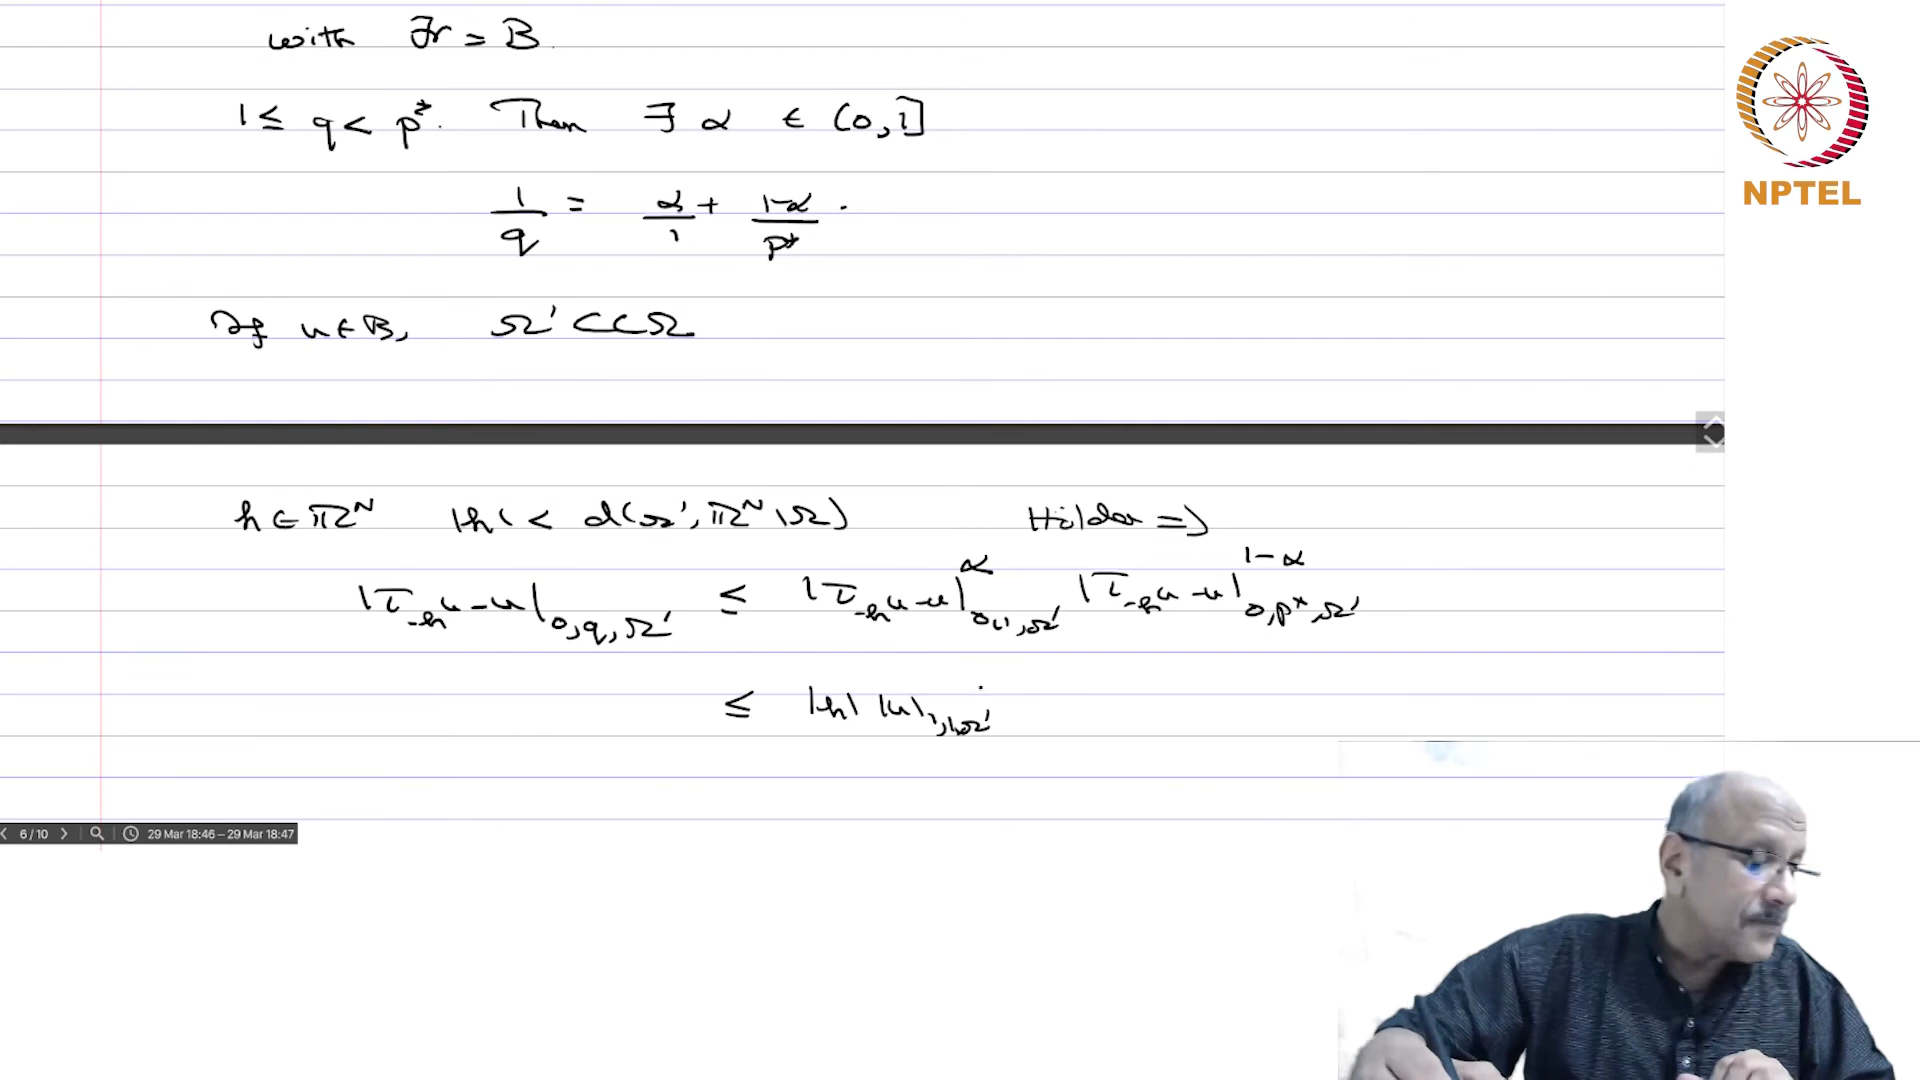 with ℱ = B.
NPTEL
1 ≤ q < p*. Then ∃ α ∈ (0,1]
1/q = α/1 + (1-α)/p*.
If u ∈ B, Ω' ⊂⊂ Ω
h ∈ ℝ^N |h| < d(Ω', ℝ^N \ Ω) Hölder ⇒
|τ_{-h}u - u|_{0,q,Ω'} ≤ |τ_{-h}u - u|^α_{0,1,Ω'} |τ_{-h}u - u|^{1-α}_{0,p*,Ω'}
≤ |h| |u|_{1,1,Ω'}
6 / 10 29 Mar 18:46 – 29 Mar 18:47